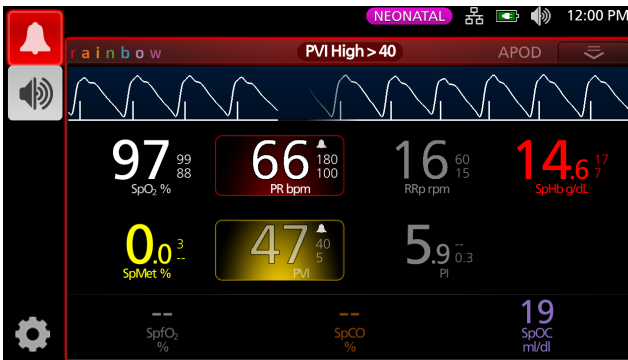 NEONATAL 12:00 PM
rainbow PVI High > 40 APOD
97 99 88 SpO₂ %
66 180 100 PR bpm
16 60 15 RRp rpm
14.6 17 7 SpHb g/dL
0.0 3 -- SpMet %
47 40 5 PVI
5.9 -- 0.3 PI
-- SpfO₂ %
-- SpCO %
19 SpOC ml/dl